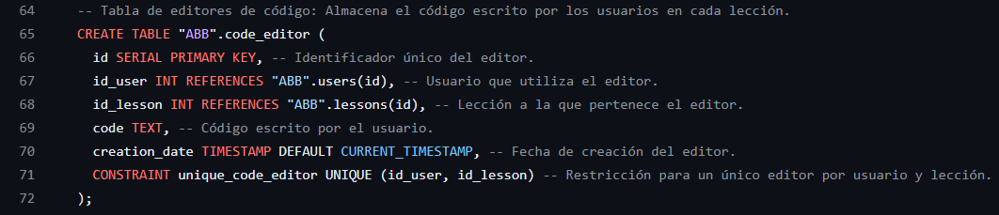 64 -- Tabla de editores de código: Almacena el código escrito por los usuarios en cada lección.
65 CREATE TABLE "ABB".code_editor (
66 id SERIAL PRIMARY KEY, -- Identificador único del editor.
67 id_user INT REFERENCES "ABB".users(id), -- Usuario que utiliza el editor.
68 id_lesson INT REFERENCES "ABB".lessons(id), -- Lección a la que pertenece el editor.
69 code TEXT, -- Código escrito por el usuario.
70 creation_date TIMESTAMP DEFAULT CURRENT_TIMESTAMP, -- Fecha de creación del editor.
71 CONSTRAINT unique_code_editor UNIQUE (id_user, id_lesson) -- Restricción para un único editor por usuario y lección.
72 );